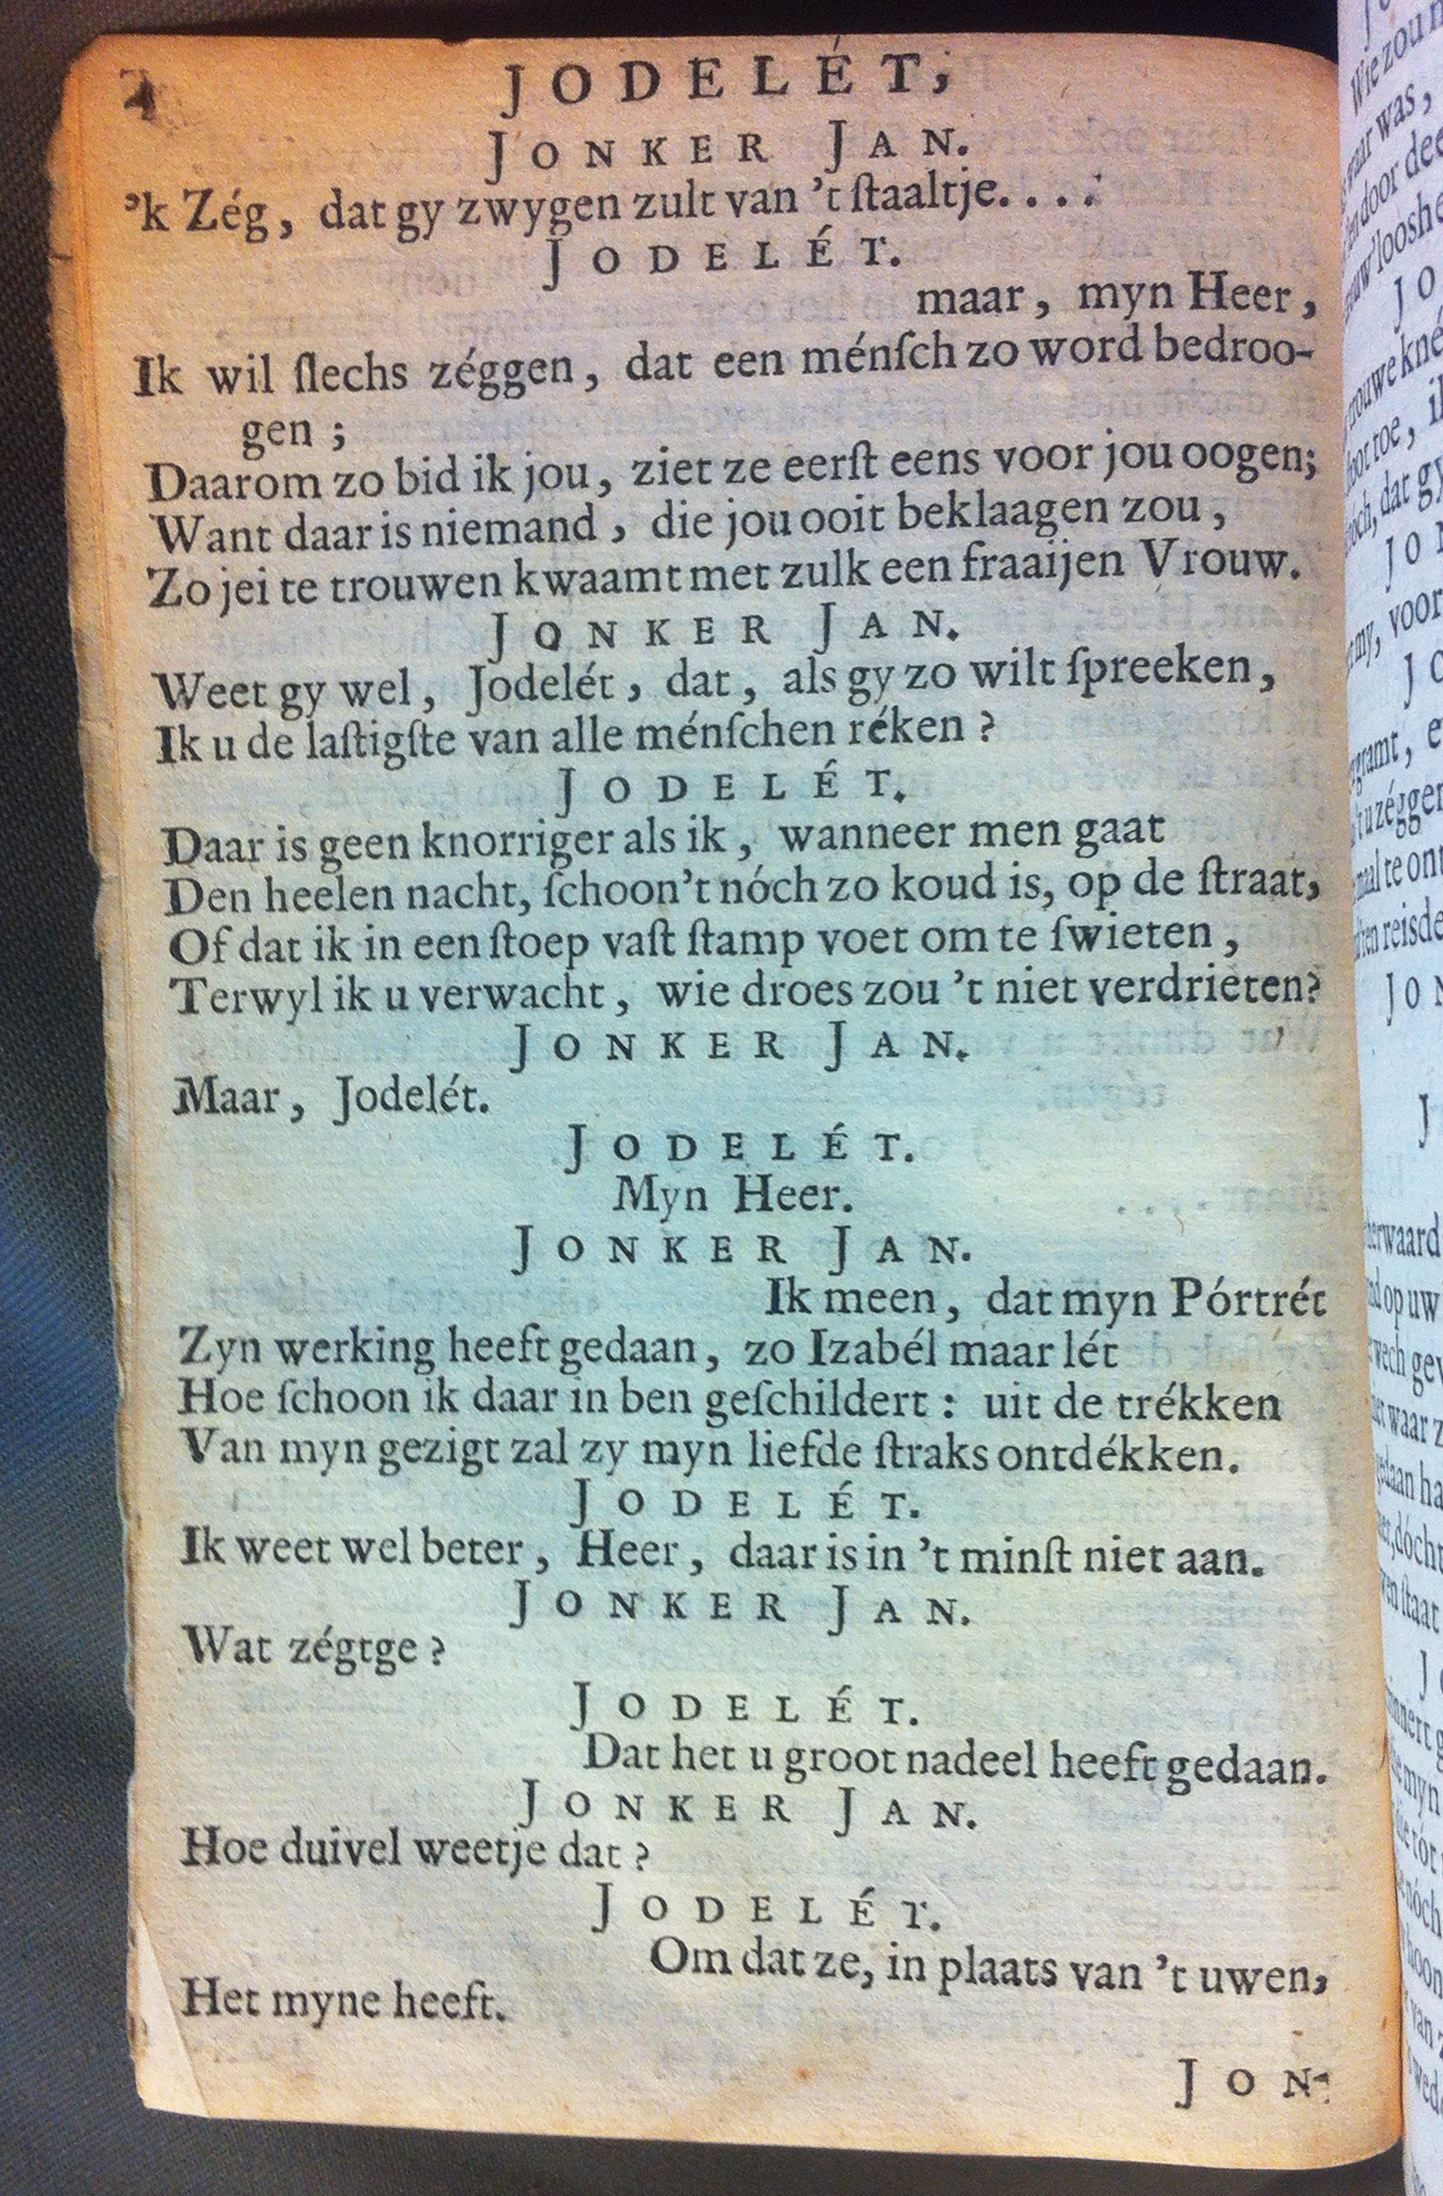 2
JODELÉT,
JONKER JAN.
'k Zég, dat gy zwygen zult van 't ſtaaltje....
JODELÉT.
maar, myn Heer,
Ik wil ſlechs zéggen, dat een ménſch zo word bedroo-
gen;
Daarom zo bid ik jou, ziet ze eerſt eens voor jou oogen;
Want daar is niemand, die jou ooit beklaagen zou,
Zo jei te trouwen kwaamt met zulk een fraaijen Vrouw.
JONKER JAN.
Weet gy wel, Jodelét, dat, als gy zo wilt ſpreeken,
Ik u de laſtigſte van alle ménſchen réken?
JODELÉT.
Daar is geen knorriger als ik, wanneer men gaat
Den heelen nacht, ſchoon't nóch zo koud is, op de ſtraat,
Of dat ik in een ſtoep vaſt ſtamp voet om te ſwieten,
Terwyl ik u verwacht, wie droes zou 't niet verdrieten?
JONKER JAN.
Maar, Jodelét.
JODELÉT.
Myn Heer.
JONKER JAN.
Ik meen, dat myn Pórtrét
Zyn werking heeft gedaan, zo Izabél maar lét
Hoe ſchoon ik daar in ben geſchildert: uit de trékken
Van myn gezigt zal zy myn liefde ſtraks ontdékken.
JODELÉT.
Ik weet wel beter, Heer, daar is in 't minſt niet aan.
JONKER JAN.
Wat zégtge?
JODELÉT.
Dat het u groot nadeel heeft gedaan.
JONKER JAN.
Hoe duivel weetje dat?
JODELÉT.
Om dat ze, in plaats van 't uwen,
Het myne heeft.
JON-